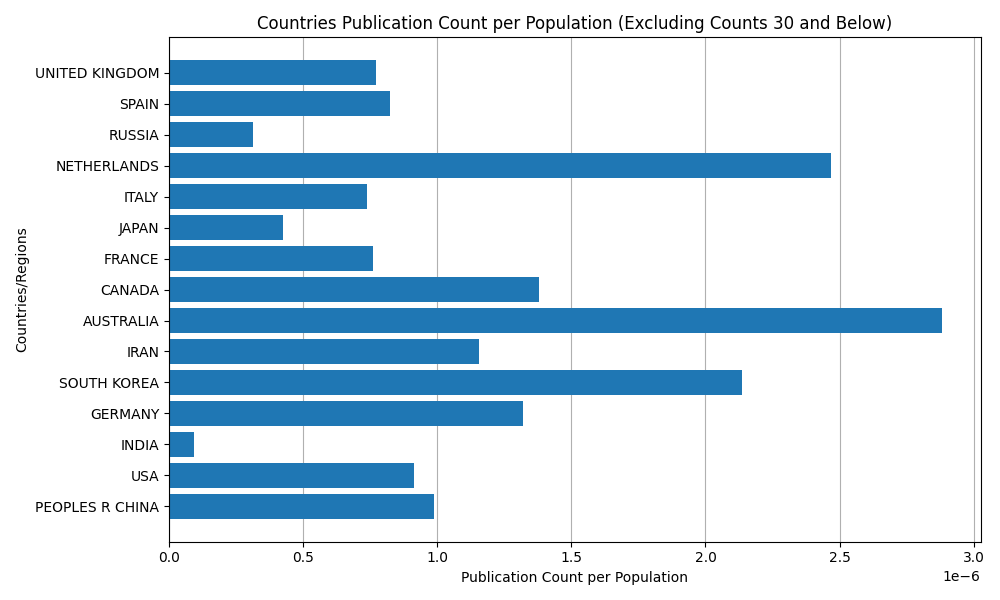 Countries Publication Count per Population (Excluding Counts 30 and Below)
UNITED KINGDOM
SPAIN
RUSSIA
NETHERLANDS
ITALY
JAPAN
FRANCE
CANADA
AUSTRALIA
IRAN
SOUTH KOREA
GERMANY
INDIA
USA
PEOPLES R CHINA
Countries/Regions
0.0 0.5 1.0 1.5 2.0 2.5 3.0
Publication Count per Population
1e−6